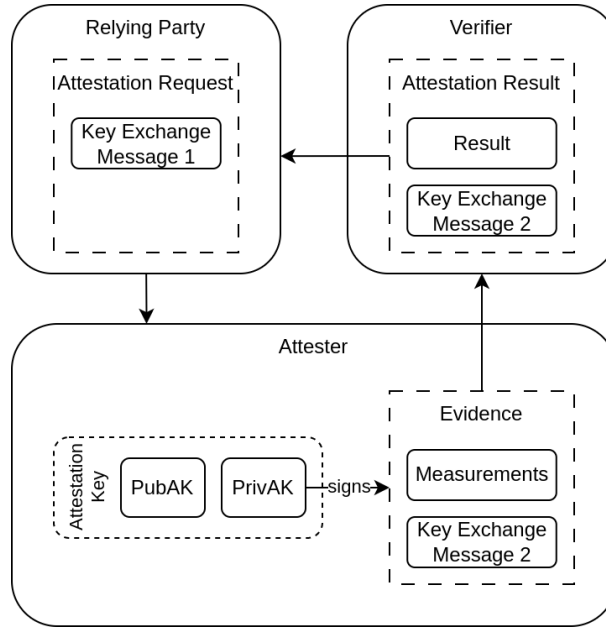 Relying Party
Attestation Request
Key Exchange
Message 1
Verifier
Attestation Result
Result
Key Exchange
Message 2
Attester
Attestation
Key
PubAK
PrivAK
signs
Evidence
Measurements
Key Exchange
Message 2